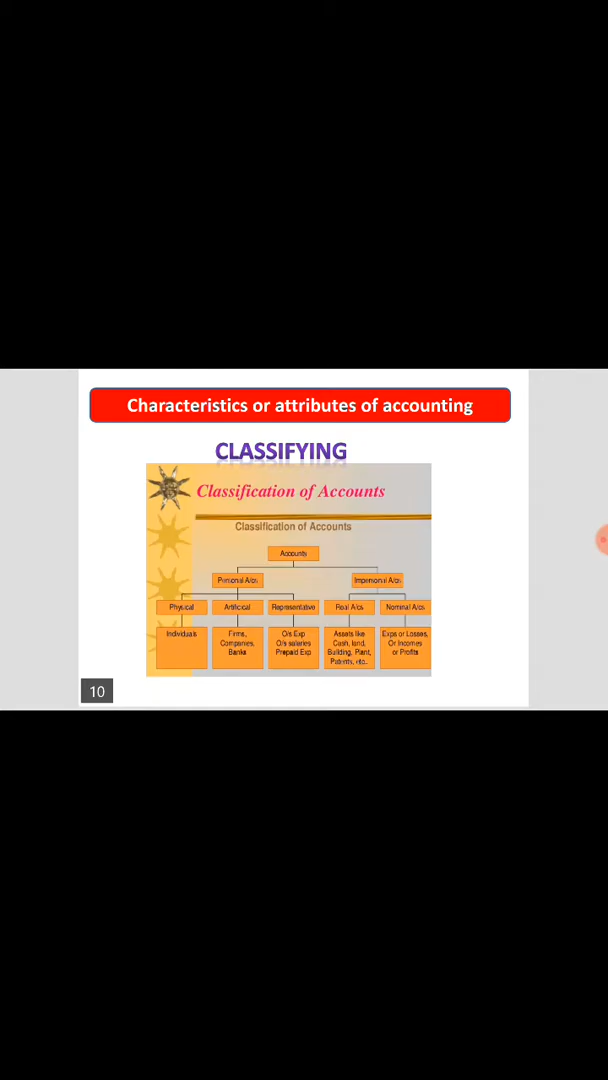 Characteristics or attributes of accounting
CLASSIFYING
Classification of Accounts
Classification of Accounts
Accounts
Personal A/cs
Impersonal A/cs
Physical
Artificical
Representative
Real A/cs
Nominal A/cs
Individuals
Firms,
Companies,
Banks
O/s Exp
O/s salaries
Prepaid Exp
Assets like
Cash, land,
Building, Plant,
Patents, etc..
Exps or Losses,
Or Incomes
or Profits
10